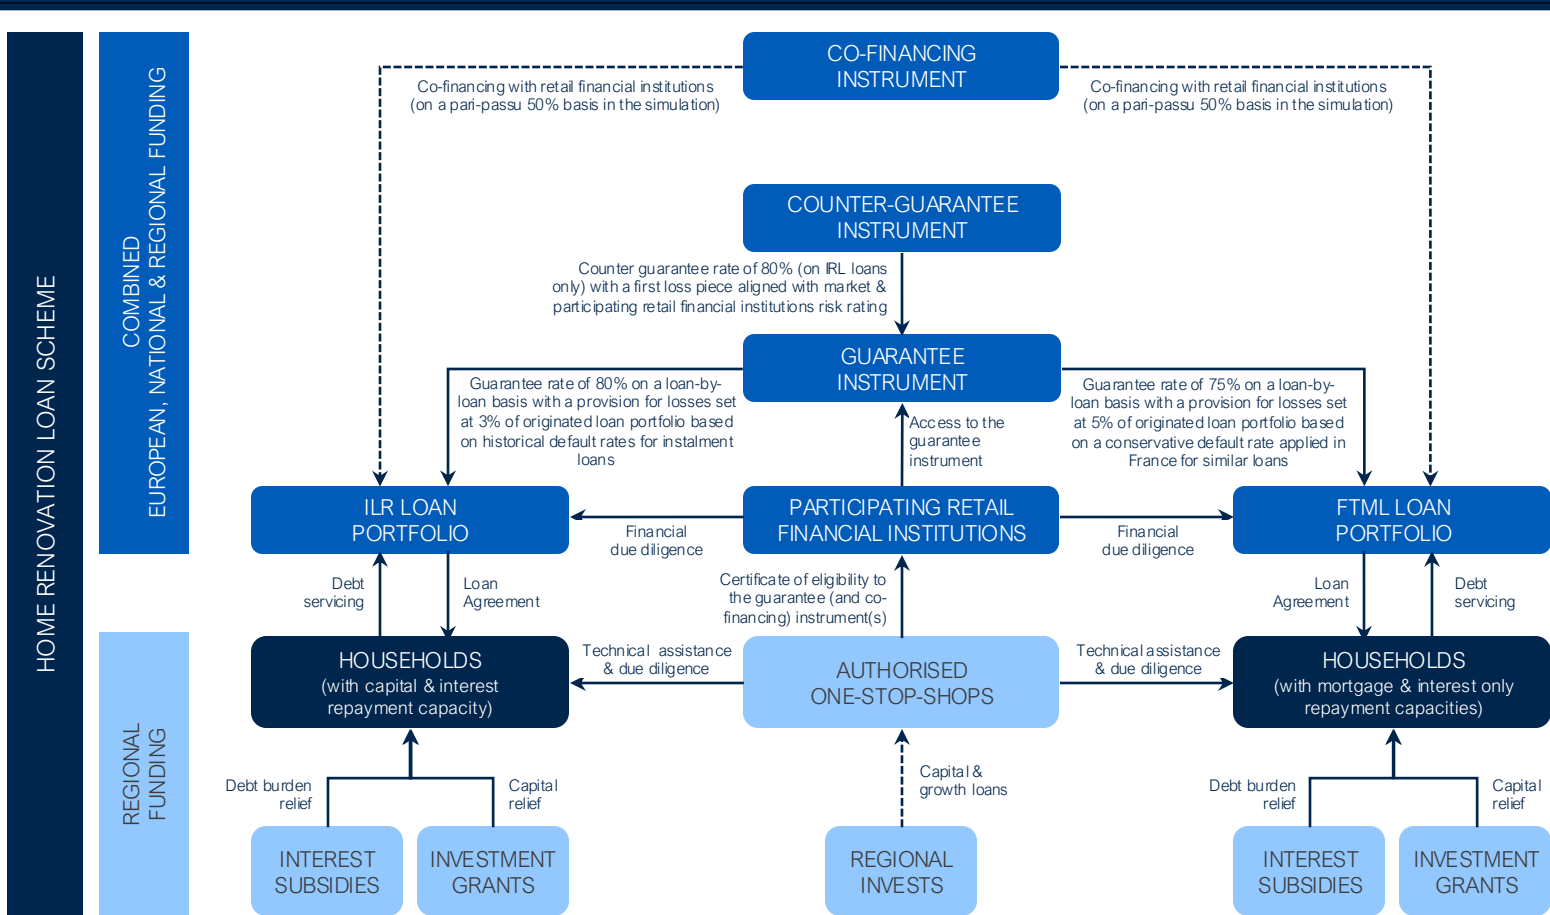 HOME RENOVATION LOAN SCHEME
COMBINED
EUROPEAN, NATIONAL & REGIONAL FUNDING
REGIONAL
FUNDING
CO-FINANCING
INSTRUMENT
Co-financing with retail financial institutions
(on a pari-passu 50% basis in the simulation)
Co-financing with retail financial institutions
(on a pari-passu 50% basis in the simulation)
COUNTER-GUARANTEE
INSTRUMENT
Counter guarantee rate of 80% (on IRL loans
only) with a first loss piece aligned with market &
participating retail financial institutions risk rating
GUARANTEE
INSTRUMENT
Guarantee rate of 80% on a loan-by-
loan basis with a provision for losses set
at 3% of originated loan portfolio based
on historical default rates for instalment
loans
Access to the
guarantee
instrument
Guarantee rate of 75% on a loan-by-
loan basis with a provision for losses set
at 5% of originated loan portfolio based
on a conservative default rate applied in
France for similar loans
ILR LOAN
PORTFOLIO
Financial
due diligence
PARTICIPATING RETAIL
FINANCIAL INSTITUTIONS
Financial
due diligence
FTML LOAN
PORTFOLIO
Debt
servicing
Loan
Agreement
Certificate of eligibility to
the guarantee (and co-
financing) instrument(s)
Loan
Agreement
Debt
servicing
HOUSEHOLDS
(with capital & interest
repayment capacity)
Technical assistance
& due diligence
AUTHORISED
ONE-STOP-SHOPS
Technical assistance
& due diligence
HOUSEHOLDS
(with mortgage & interest only
repayment capacities)
Debt burden
relief
Capital
relief
Capital &
growth loans
Debt burden
relief
Capital
relief
INTEREST
SUBSIDIES
INVESTMENT
GRANTS
REGIONAL
INVESTS
INTEREST
SUBSIDIES
INVESTMENT
GRANTS